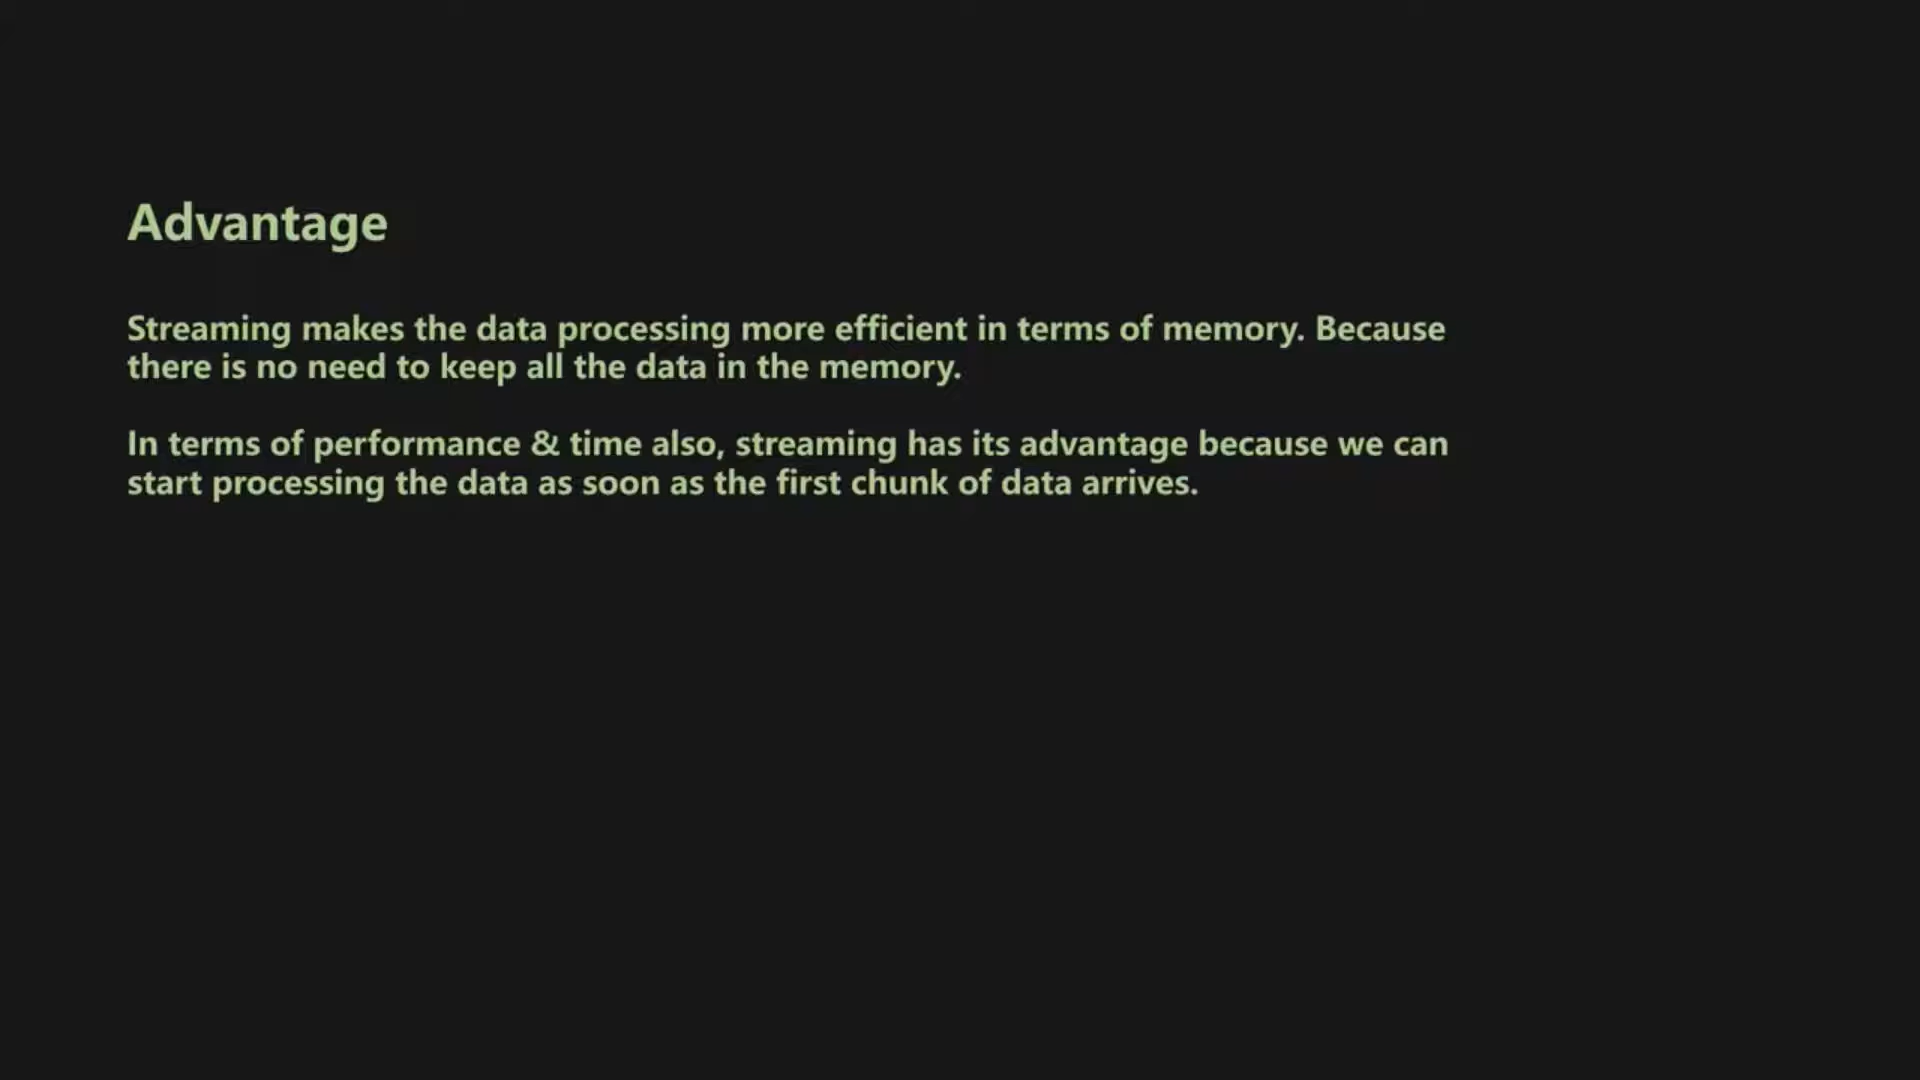 Advantage
Streaming makes the data processing more efficient in terms of memory. Because
there is no need to keep all the data in the memory.
In terms of performance & time also, streaming has its advantage because we can
start processing the data as soon as the first chunk of data arrives.